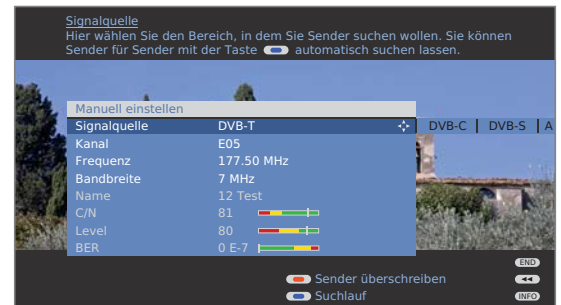 Signalquelle
Hier wählen Sie den Bereich, in dem Sie Sender suchen wollen. Sie können
Sender für Sender mit der Taste automatisch suchen lassen.
Manuell einstellen
Signalquelle DVB-T DVB-C DVB-S A
Kanal E05
Frequenz 177.50 MHz
Bandbreite 7 MHz
Name 12 Test
C/N 81
Level 80
BER 0 E-7
END
Sender überschreiben
Suchlauf INFO